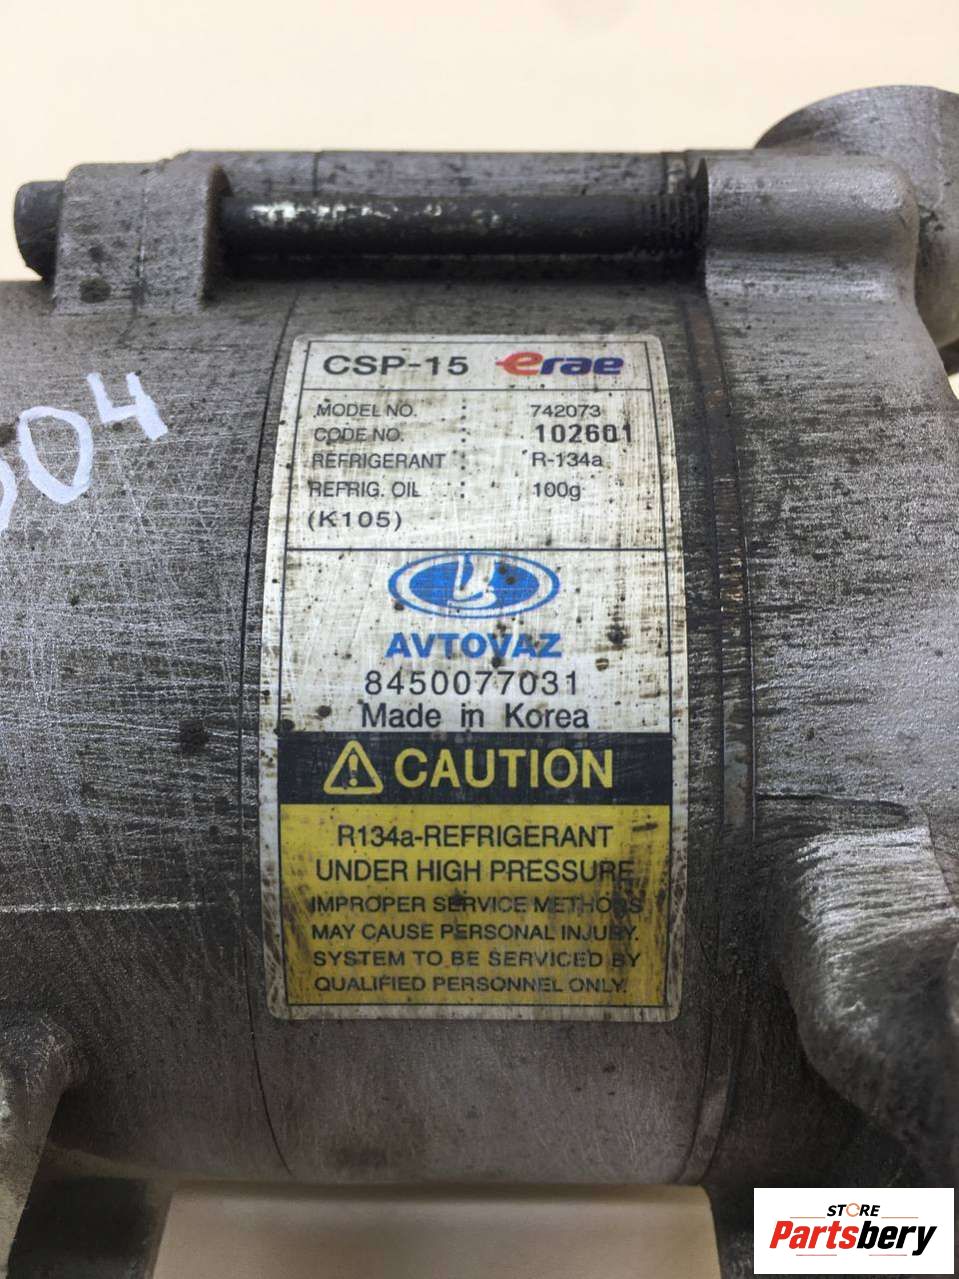 CSP-15 erae
MODEL NO. : 742073
CODE NO. : 102601
REFRIGERANT : R-134a
REFRIG. OIL : 100g
(K105)
AVTOVAZ
8450077031
Made in Korea
CAUTION
R134a-REFRIGERANT
UNDER HIGH PRESSURE
IMPROPER SERVICE METHODS
MAY CAUSE PERSONAL INJURY.
SYSTEM TO BE SERVICED BY
QUALIFIED PERSONNEL ONLY.
04
STORE
Partsbery